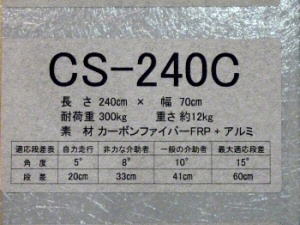 CS-240C
長 さ 240cm × 幅 70cm
耐荷重 300kg 重さ約12kg
素 材 カーボンファイバーFRP + アルミ
適応段差表 自力走行 非力な介助者 一般の介助者 最大適応段差
角 度 5° 8° 10° 15°
段 差 20cm 33cm 41cm 60cm